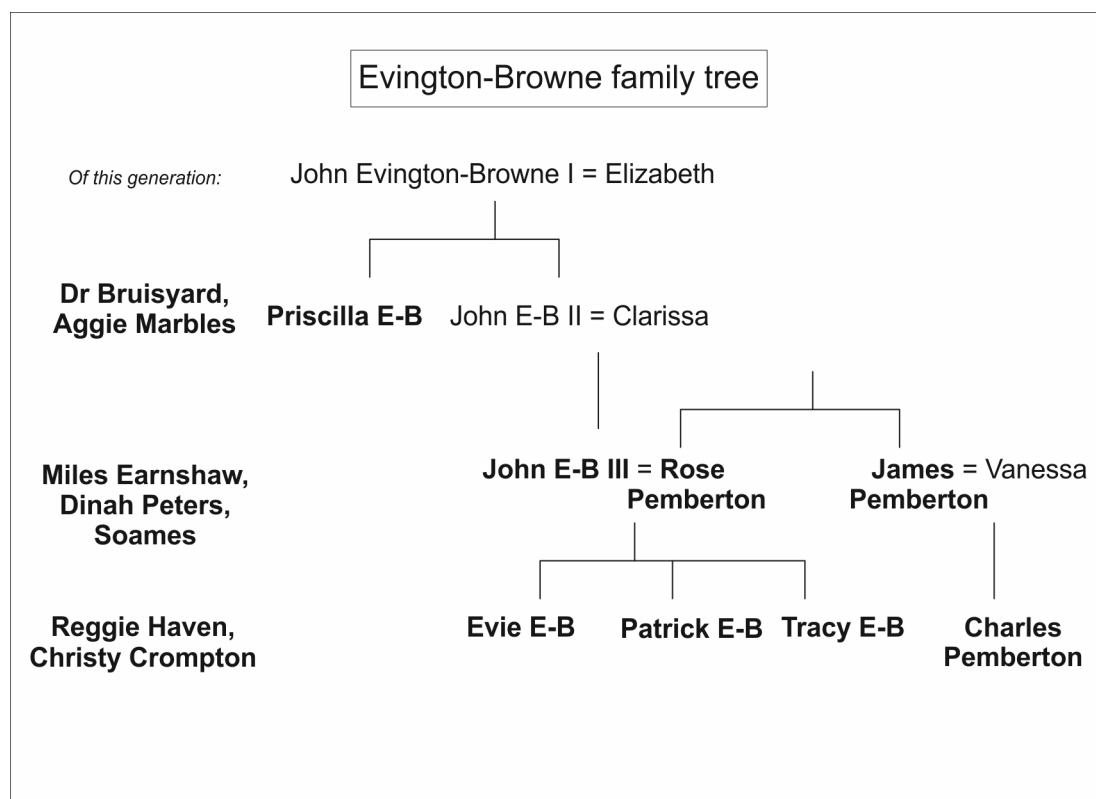 Evington-Browne family tree
Of this generation:
John Evington-Browne I = Elizabeth
Dr Bruisyard,
Aggie Marbles
Priscilla E-B
John E-B II = Clarissa
Miles Earnshaw,
Dinah Peters,
Soames
John E-B III = Rose
Pemberton
James = Vanessa
Pemberton
Reggie Haven,
Christy Crompton
Evie E-B
Patrick E-B
Tracy E-B
Charles
Pemberton